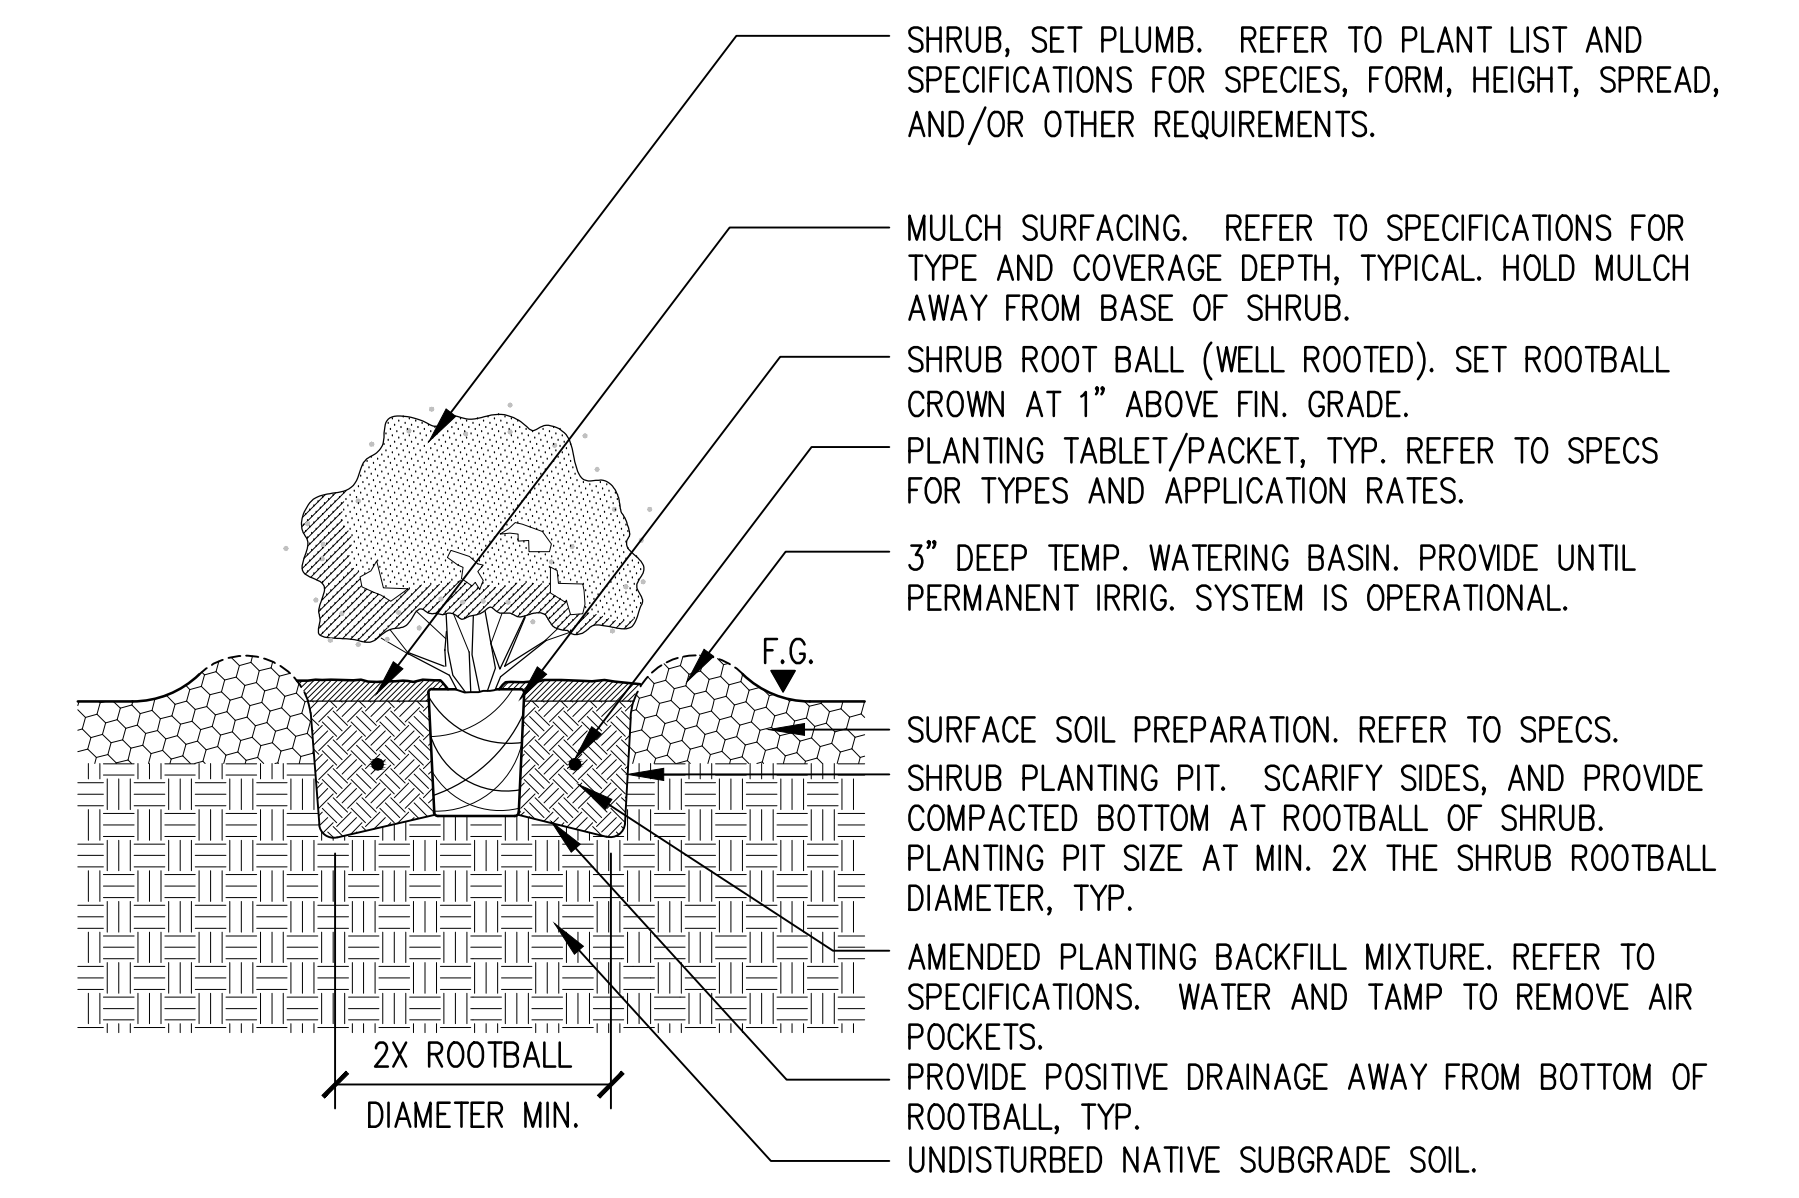 SHRUB, SET PLUMB.  REFER TO PLANT LIST AND
SPECIFICATIONS FOR SPECIES, FORM, HEIGHT, SPREAD,
AND/OR OTHER REQUIREMENTS.
MULCH SURFACING.  REFER TO SPECIFICATIONS FOR
TYPE AND COVERAGE DEPTH, TYPICAL. HOLD MULCH
AWAY FROM BASE OF SHRUB.
SHRUB ROOT BALL (WELL ROOTED). SET ROOTBALL
CROWN AT 1” ABOVE FIN. GRADE.
PLANTING TABLET/PACKET, TYP. REFER TO SPECS
FOR TYPES AND APPLICATION RATES.
3” DEEP TEMP. WATERING BASIN. PROVIDE UNTIL
PERMANENT IRRIG. SYSTEM IS OPERATIONAL.
F.G.
SURFACE SOIL PREPARATION. REFER TO SPECS.
SHRUB PLANTING PIT.  SCARIFY SIDES, AND PROVIDE
COMPACTED BOTTOM AT ROOTBALL OF SHRUB.
PLANTING PIT SIZE AT MIN. 2X THE SHRUB ROOTBALL
DIAMETER, TYP.
AMENDED PLANTING BACKFILL MIXTURE. REFER TO
SPECIFICATIONS.  WATER AND TAMP TO REMOVE AIR
POCKETS.
PROVIDE POSITIVE DRAINAGE AWAY FROM BOTTOM OF
ROOTBALL, TYP.
UNDISTURBED NATIVE SUBGRADE SOIL.
2X ROOTBALL
DIAMETER MIN.